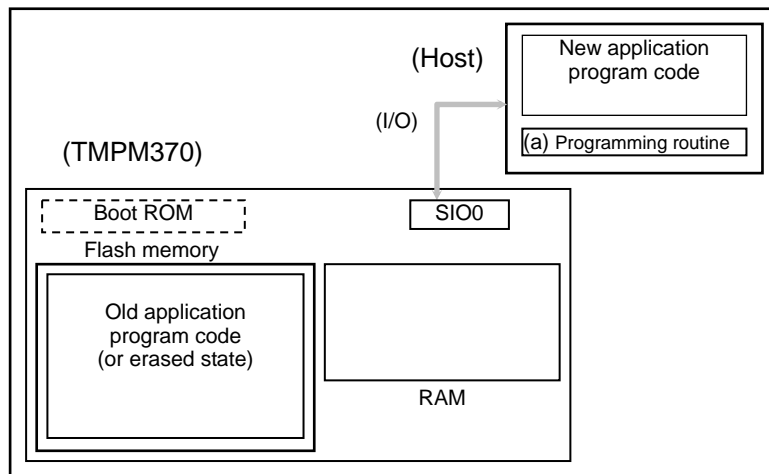 (Host)
New application
program code
(I/O)
(a) Programming routine
(TMPM370)
Boot ROM
SIO0
Flash memory
Old application
program code
(or erased state)
RAM